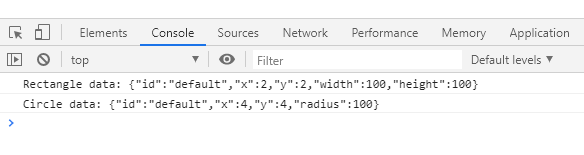 Elements Console Sources Network Performance Memory Application
top Filter Default levels
Rectangle data: {"id":"default","x":2,"y":2,"width":100,"height":100}
Circle data: {"id":"default","x":4,"y":4,"radius":100}